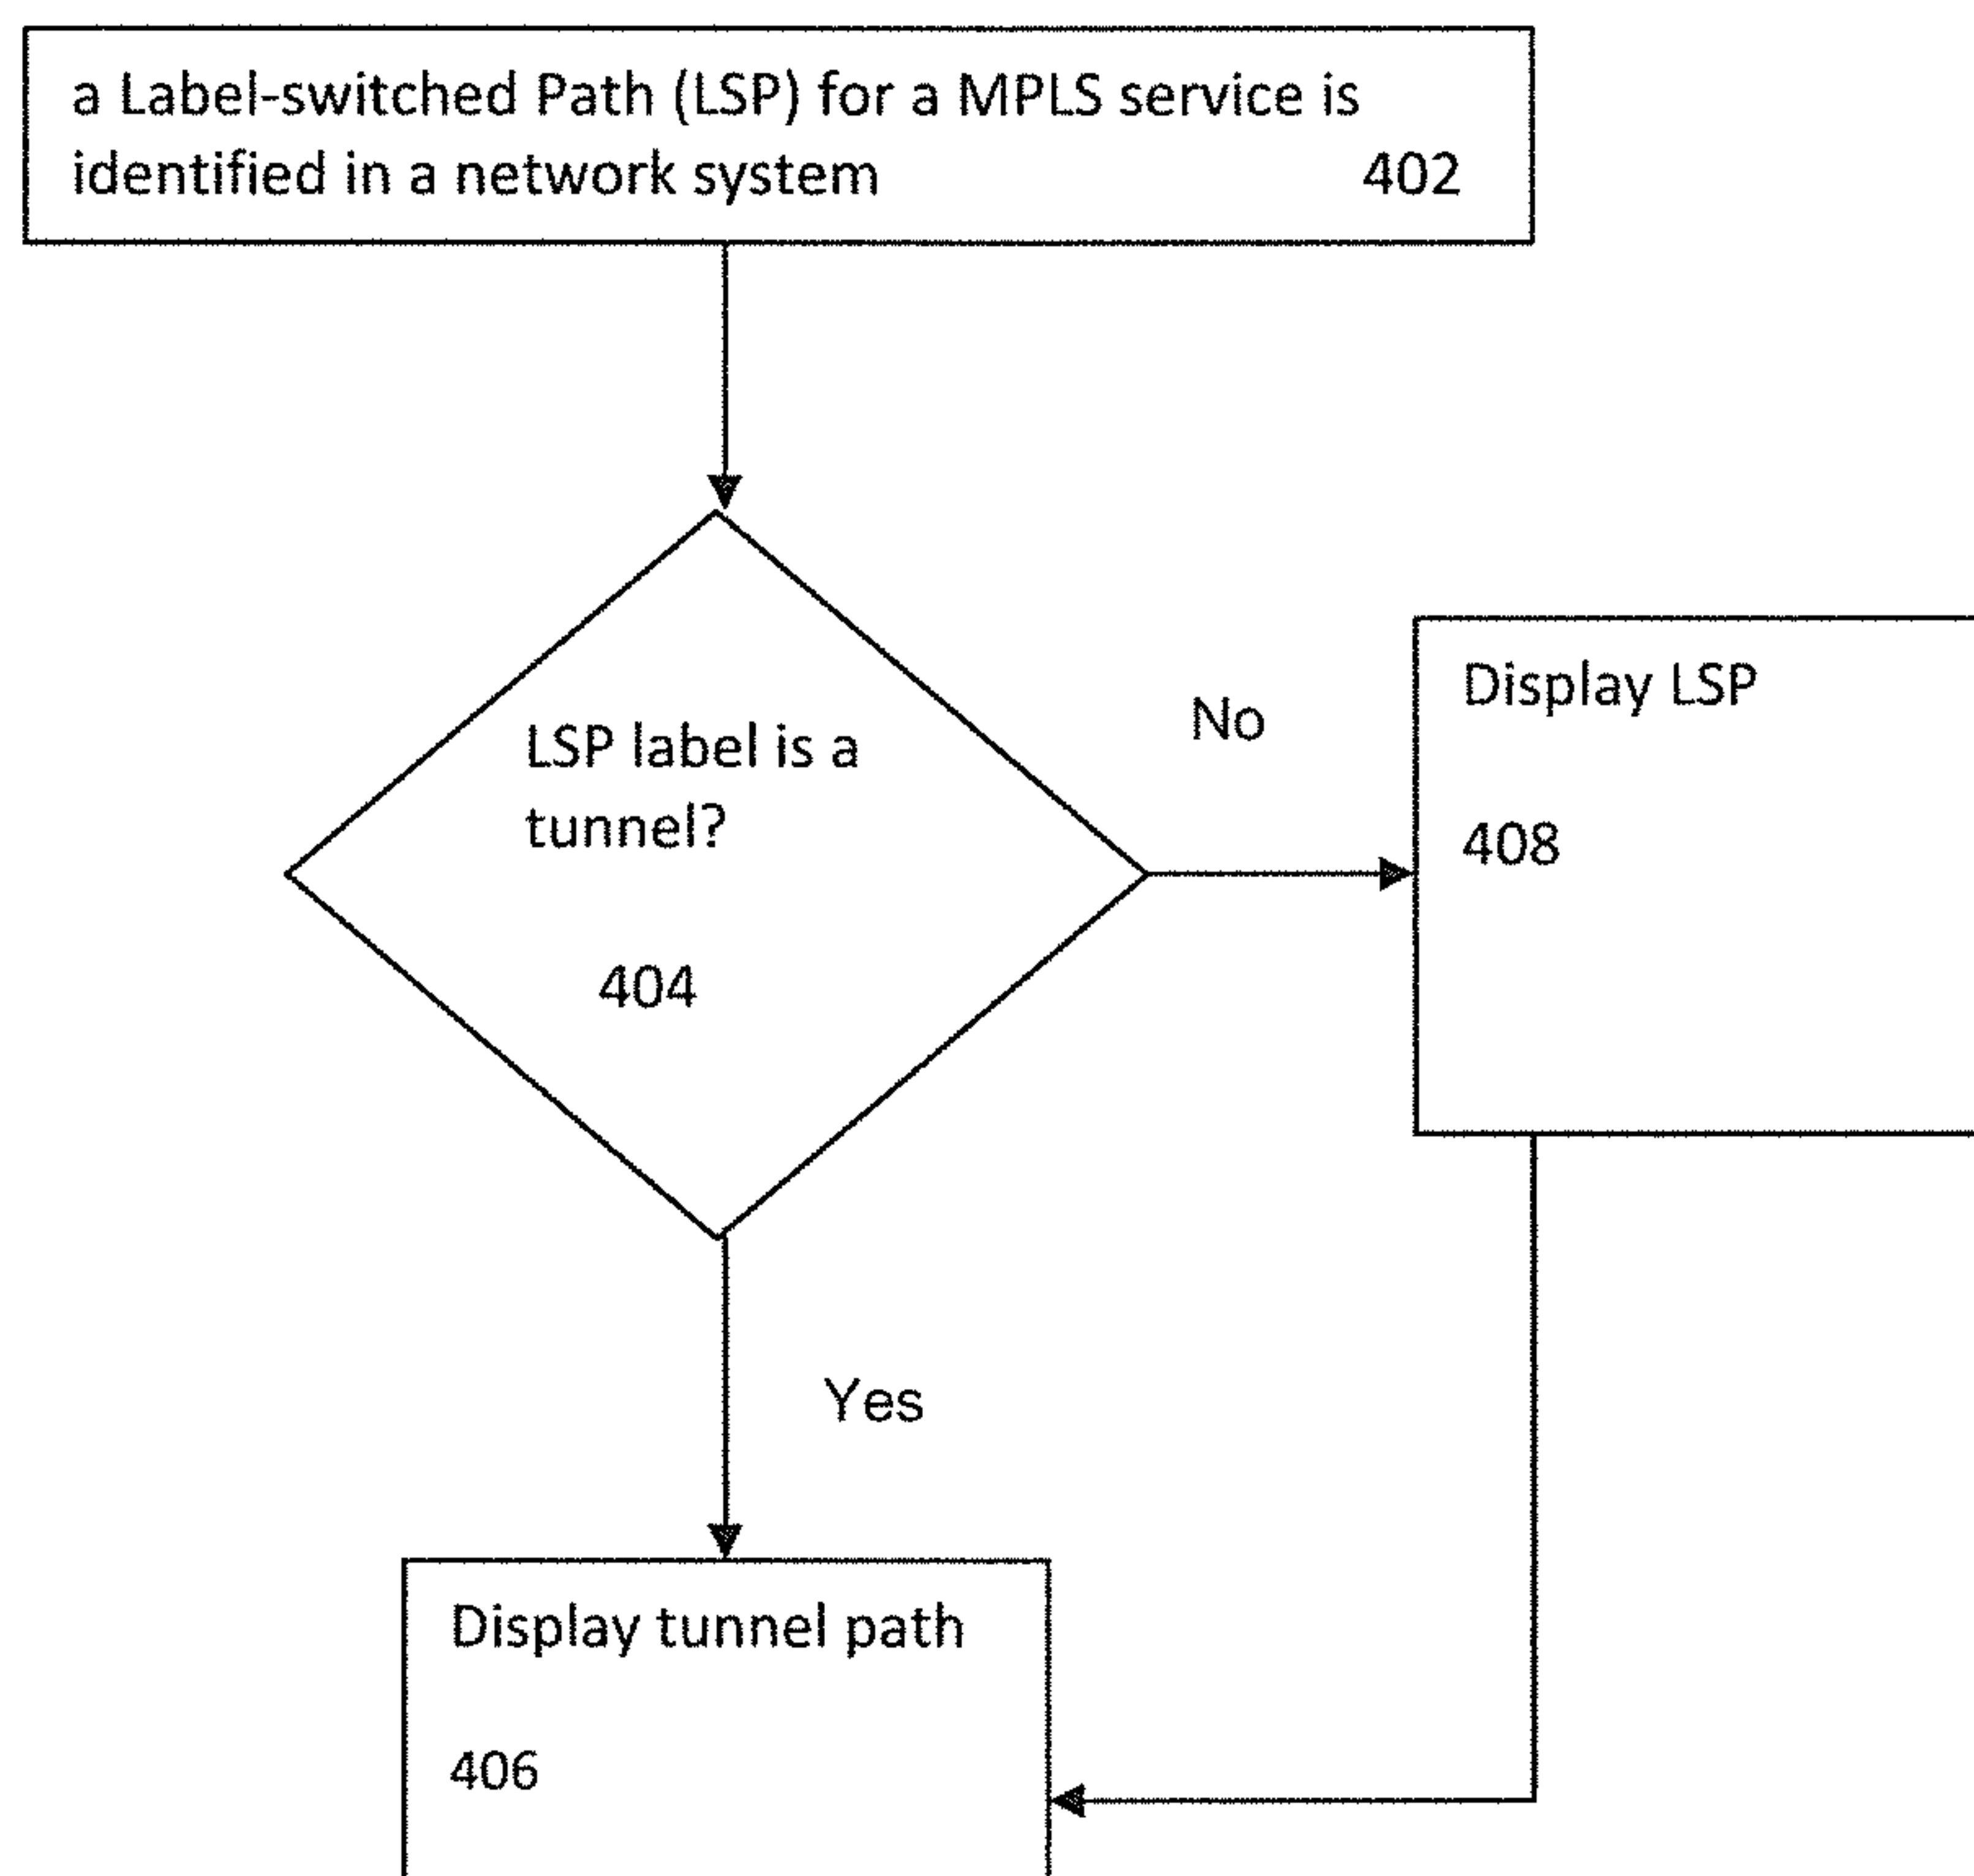 a Label-switched Path (LSP) for a MPLS service is
identified in a network system 402
LSP label is a
tunnel?
404
No
Display LSP
408
Yes
Display tunnel path
406